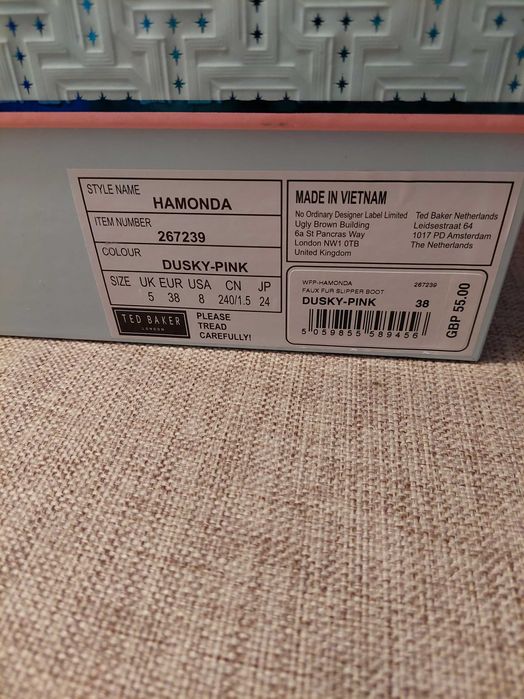 STYLE NAME
HAMONDA
ITEM NUMBER
267239
COLOUR
DUSKY-PINK
SIZE UK EUR USA CN JP
5 38 8 240/1.5 24
TED BAKER
LONDON
PLEASE
TREAD
CAREFULLY!
MADE IN VIETNAM
No Ordinary Designer Label Limited
Ugly Brown Building
6a St Pancras Way
London NW1 0TB
United Kingdom
Ted Baker Netherlands
Leidsestraat 64
1017 PD Amsterdam
The Netherlands
WFP-HAMONDA 267239
FAUX FUR SLIPPER BOOT
DUSKY-PINK 38
5 059855 589456
GBP 55.00